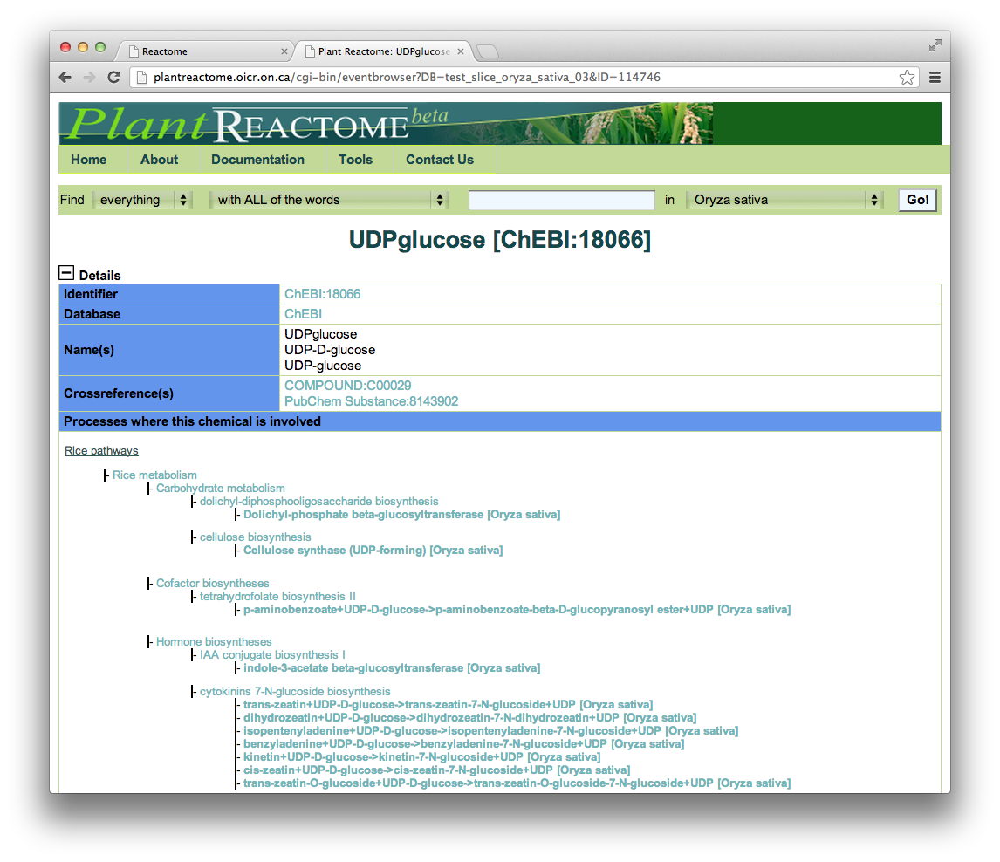 Reactome
Plant Reactome: UDPglucose
plantreactome.oicr.on.ca/cgi-bin/eventbrowser?DB=test_slice_oryza_sativa_03&ID=114746
Plant REACTOME beta
Home About Documentation Tools Contact Us
Find everything with ALL of the words in Oryza sativa Go!
UDPglucose [ChEBI:18066]
Details
Identifier ChEBI:18066
Database ChEBI
Name(s) UDPglucose
UDP-D-glucose
UDP-glucose
Crossreference(s) COMPOUND:C00029
PubChem Substance:8143902
Processes where this chemical is involved
Rice pathways
- Rice metabolism
- Carbohydrate metabolism
- dolichyl-diphosphooligosaccharide biosynthesis
- Dolichyl-phosphate beta-glucosyltransferase [Oryza sativa]
- cellulose biosynthesis
- Cellulose synthase (UDP-forming) [Oryza sativa]
- Cofactor biosyntheses
- tetrahydrofolate biosynthesis II
- p-aminobenzoate+UDP-D-glucose->p-aminobenzoate-beta-D-glucopyranosyl ester+UDP [Oryza sativa]
- Hormone biosyntheses
- IAA conjugate biosynthesis I
- indole-3-acetate beta-glucosyltransferase [Oryza sativa]
- cytokinins 7-N-glucoside biosynthesis
- trans-zeatin+UDP-D-glucose->trans-zeatin-7-N-glucoside+UDP [Oryza sativa]
- dihydrozeatin+UDP-D-glucose->dihydrozeatin-7-N-dihydrozeatin+UDP [Oryza sativa]
- isopentenyladenine+UDP-D-glucose->isopentenyladenine-7-N-glucoside+UDP [Oryza sativa]
- benzyladenine+UDP-D-glucose->benzyladenine-7-N-glucoside+UDP [Oryza sativa]
- kinetin+UDP-D-glucose->kinetin-7-N-glucoside+UDP [Oryza sativa]
- cis-zeatin+UDP-D-glucose->cis-zeatin-7-N-glucoside+UDP [Oryza sativa]
- trans-zeatin-O-glucoside+UDP-D-glucose->trans-zeatin-O-glucoside-7-N-glucoside+UDP [Oryza sativa]